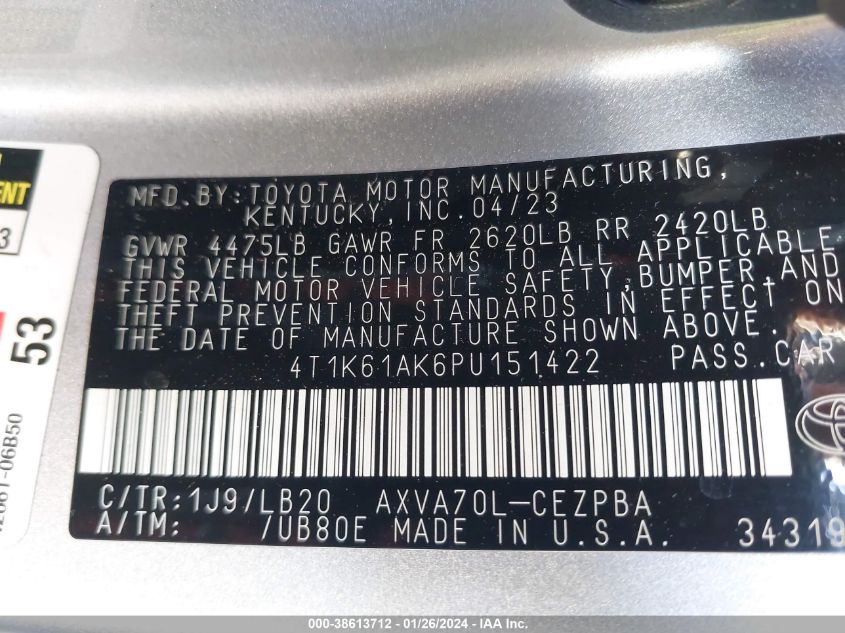 MFD. BY: TOYOTA MOTOR MANUFACTURING,
KENTUCKY, INC. 04/23
GVWR 4475LB GAWR FR 2620LB RR 2420LB
THIS VEHICLE CONFORMS TO ALL APPLICABLE
FEDERAL MOTOR VEHICLE SAFETY, BUMPER, AND
THEFT PREVENTION STANDARDS IN EFFECT ON
THE DATE OF MANUFACTURE SHOWN ABOVE.
4T1K61AK6PU151422 PASS. CAR
C/TR: 1J9/LB20 AXVA70L-CEZPBA
A/TM: /UB80E MADE IN U.S.A. 34319
53
06B50
000-38613712 - 01/26/2024 - IAA Inc.